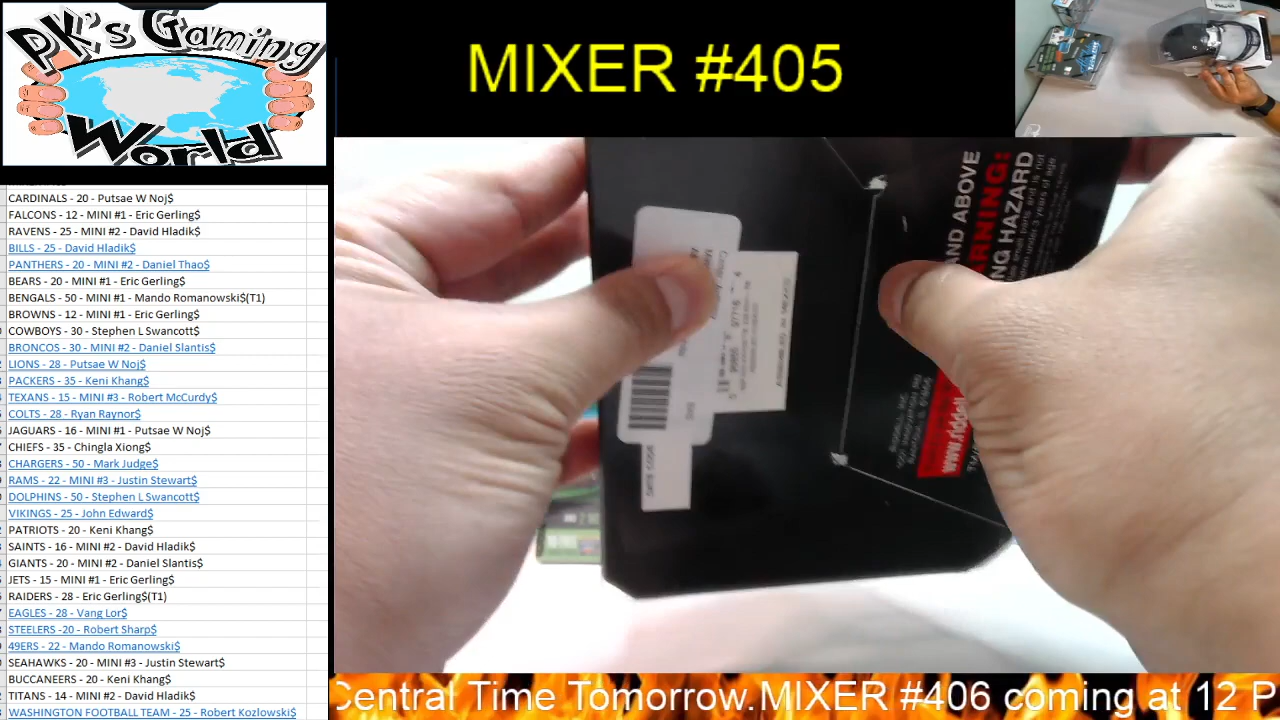 PK's Gaming
World
MIXER #405
CARDINALS - 20 - Putsae W Noj$
FALCONS - 12 - MINI #1 - Eric Gerling$
RAVENS - 25 - MINI #2 - David Hladik$
BILLS - 25 - David Hladik$
PANTHERS - 20 - MINI #2 - Daniel Thao$
BEARS - 20 - MINI #1 - Eric Gerling$
BENGALS - 50 - MINI #1 - Mando Romanowski$(T1)
BROWNS - 12 - MINI #1 - Eric Gerling$
COWBOYS - 30 - Stephen L Swancott$
BRONCOS - 30 - MINI #2 - Daniel Slantis$
LIONS - 28 - Putsae W Noj$
PACKERS - 35 - Keni Khang$
TEXANS - 15 - MINI #3 - Robert McCurdy$
COLTS - 28 - Ryan Raynor$
JAGUARS - 16 - MINI #1 - Putsae W Noj$
CHIEFS - 35 - Chingla Xiong$
CHARGERS - 50 - Mark Judge$
RAMS - 22 - MINI #3 - Justin Stewart$
DOLPHINS - 50 - Stephen L Swancott$
VIKINGS - 25 - John Edward$
PATRIOTS - 20 - Keni Khang$
SAINTS - 16 - MINI #2 - David Hladik$
GIANTS - 20 - MINI #2 - Daniel Slantis$
JETS - 15 - MINI #1 - Eric Gerling$
RAIDERS - 28 - Eric Gerling$(T1)
EAGLES - 28 - Vang Lor$
STEELERS -20 - Robert Sharp$
49ERS - 22 - Mando Romanowski$
SEAHAWKS - 20 - MINI #3 - Justin Stewart$
BUCCANEERS - 20 - Keni Khang$
TITANS - 14 - MINI #2 - David Hladik$
WASHINGTON FOOTBALL TEAM - 25 - Robert Kozlowski$
AND ABOVE
ARNING:
NG HAZARD
Central Time Tomorrow.MIXER #406 coming at 12 P